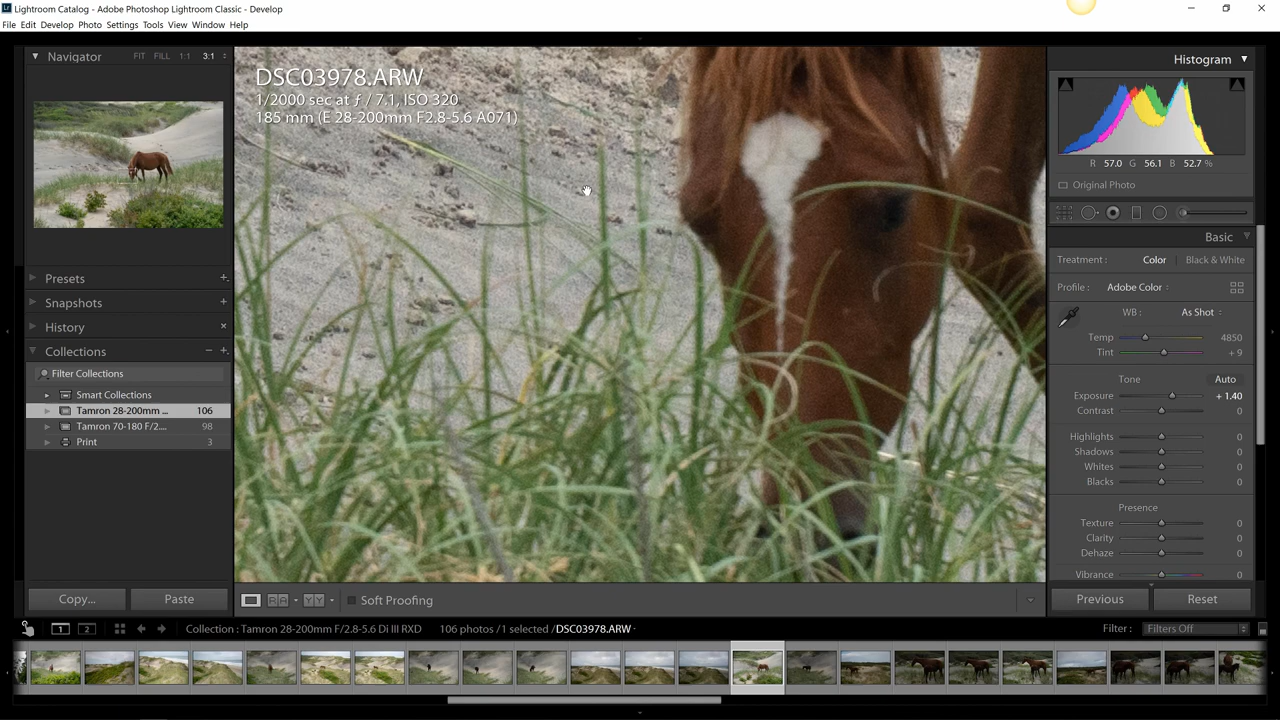 Lightroom Catalog - Adobe Photoshop Lightroom Classic - Develop
File Edit Develop Photo Settings Tools View Window Help
Navigator FIT FILL 1:1 3:1
Presets
Snapshots
History
Collections
Filter Collections
Smart Collections
Tamron 28-200mm ... 106
Tamron 70-180 F/2.... 98
Print 3
Copy... Paste
DSC03978.ARW
1/2000 sec at ƒ / 7.1, ISO 320
185 mm (E 28-200mm F2.8-5.6 A071)
Soft Proofing
Histogram
R 57.0 G 56.1 B 52.7 %
Original Photo
Basic
Treatment : Color Black & White
Profile : Adobe Color
WB : As Shot
Temp 4850
Tint + 9
Tone Auto
Exposure + 1.40
Contrast 0
Highlights 0
Shadows 0
Whites 0
Blacks 0
Presence
Texture 0
Clarity 0
Dehaze 0
Vibrance 0
Previous Reset
1 2 Collection : Tamron 28-200mm F/2.8-5.6 Di III RXD 106 photos /1 selected /DSC03978.ARW Filter : Filters Off